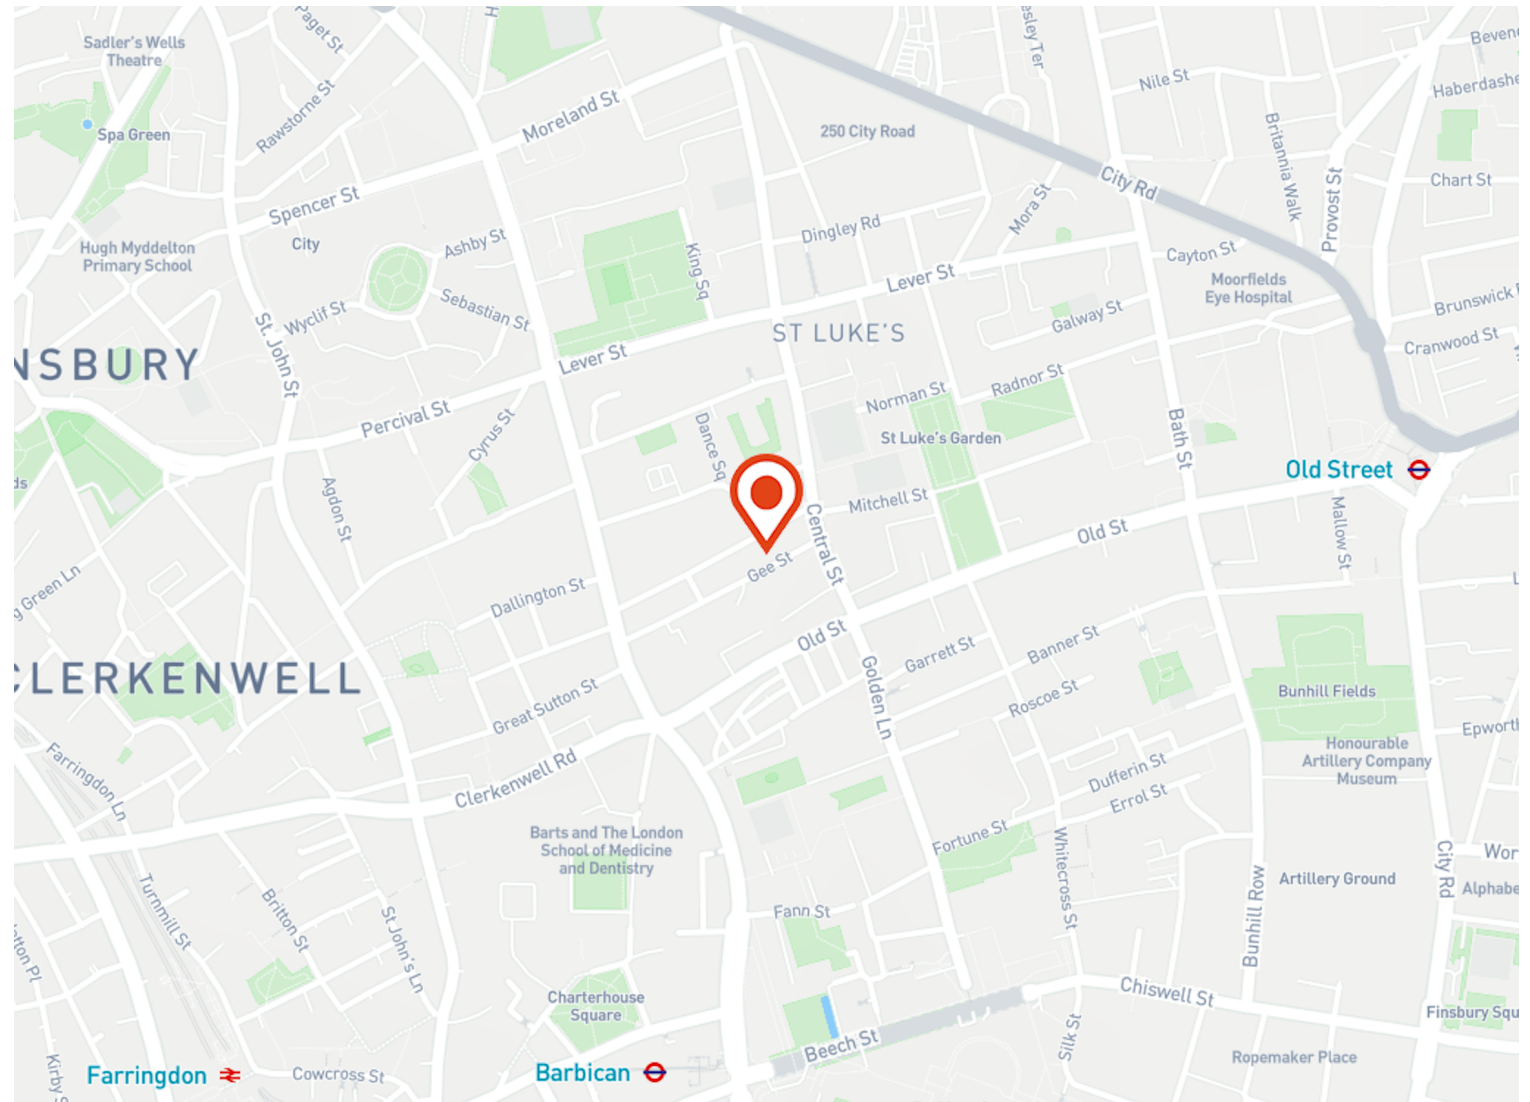 Paget St
H
esley Ter
Sadler's Wells
Theatre
Bevend
Nile St
Haberdashe
Rawstorne St
Moreland St
Spa Green
250 City Road
Britannia Walk
City Rd
Chart St
Provost St
Spencer St
Mora St
Dingley Rd
Hugh Myddelton
Primary School
City
Ashby St
King Sq
Cayton St
Lever St
Moorfields
Eye Hospital
Sebastian St
Wyclif St
Brunswick
Galway St
ST LUKE'S
St. John St
Cranwood St
NSBURY
Lever St
Radnor St
Norman St
Percival St
Cyrus St
Dance Sq
St Luke's Garden
Bath St
Old Street
ds
Agdon St
Mitchell St
Central St
Old St
Mallow St
Gee St
g Green Ln
Dallington St
Old St
Garrett St
Banner St
CLERKENWELL
Golden Ln
Bunhill Fields
Roscoe St
Great Sutton St
Epworth
Honourable
Artillery Company
Museum
Farringdon Ln
Clerkenwell Rd
Dufferin St
Errol St
Barts and The London
School of Medicine
and Dentistry
Fortune St
Whitecross St
City Rd
Wor
Artillery Ground
Alphabe
Turnmill St
Britton St
St John's Ln
Fann St
Bunhill Row
atton Pl
Charterhouse
Square
Chiswell St
Finsbury Squ
Beech St
Silk St
Ropemaker Place
Farringdon
Cowcross St
Barbican
Kirby S